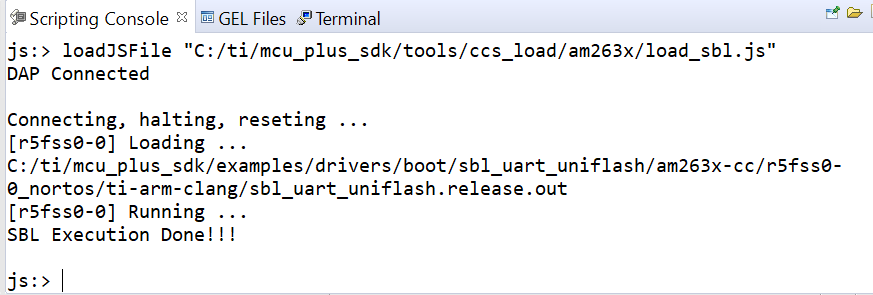 Scripting Console GEL Files Terminal
js:> loadJSFile "C:/ti/mcu_plus_sdk/tools/ccs_load/am263x/load_sbl.js"
DAP Connected
Connecting, halting, reseting ...
[r5fss0-0] Loading ...
C:/ti/mcu_plus_sdk/examples/drivers/boot/sbl_uart_uniflash/am263x-cc/r5fss0-
0_nortos/ti-arm-clang/sbl_uart_uniflash.release.out
[r5fss0-0] Running ...
SBL Execution Done!!!
js:>